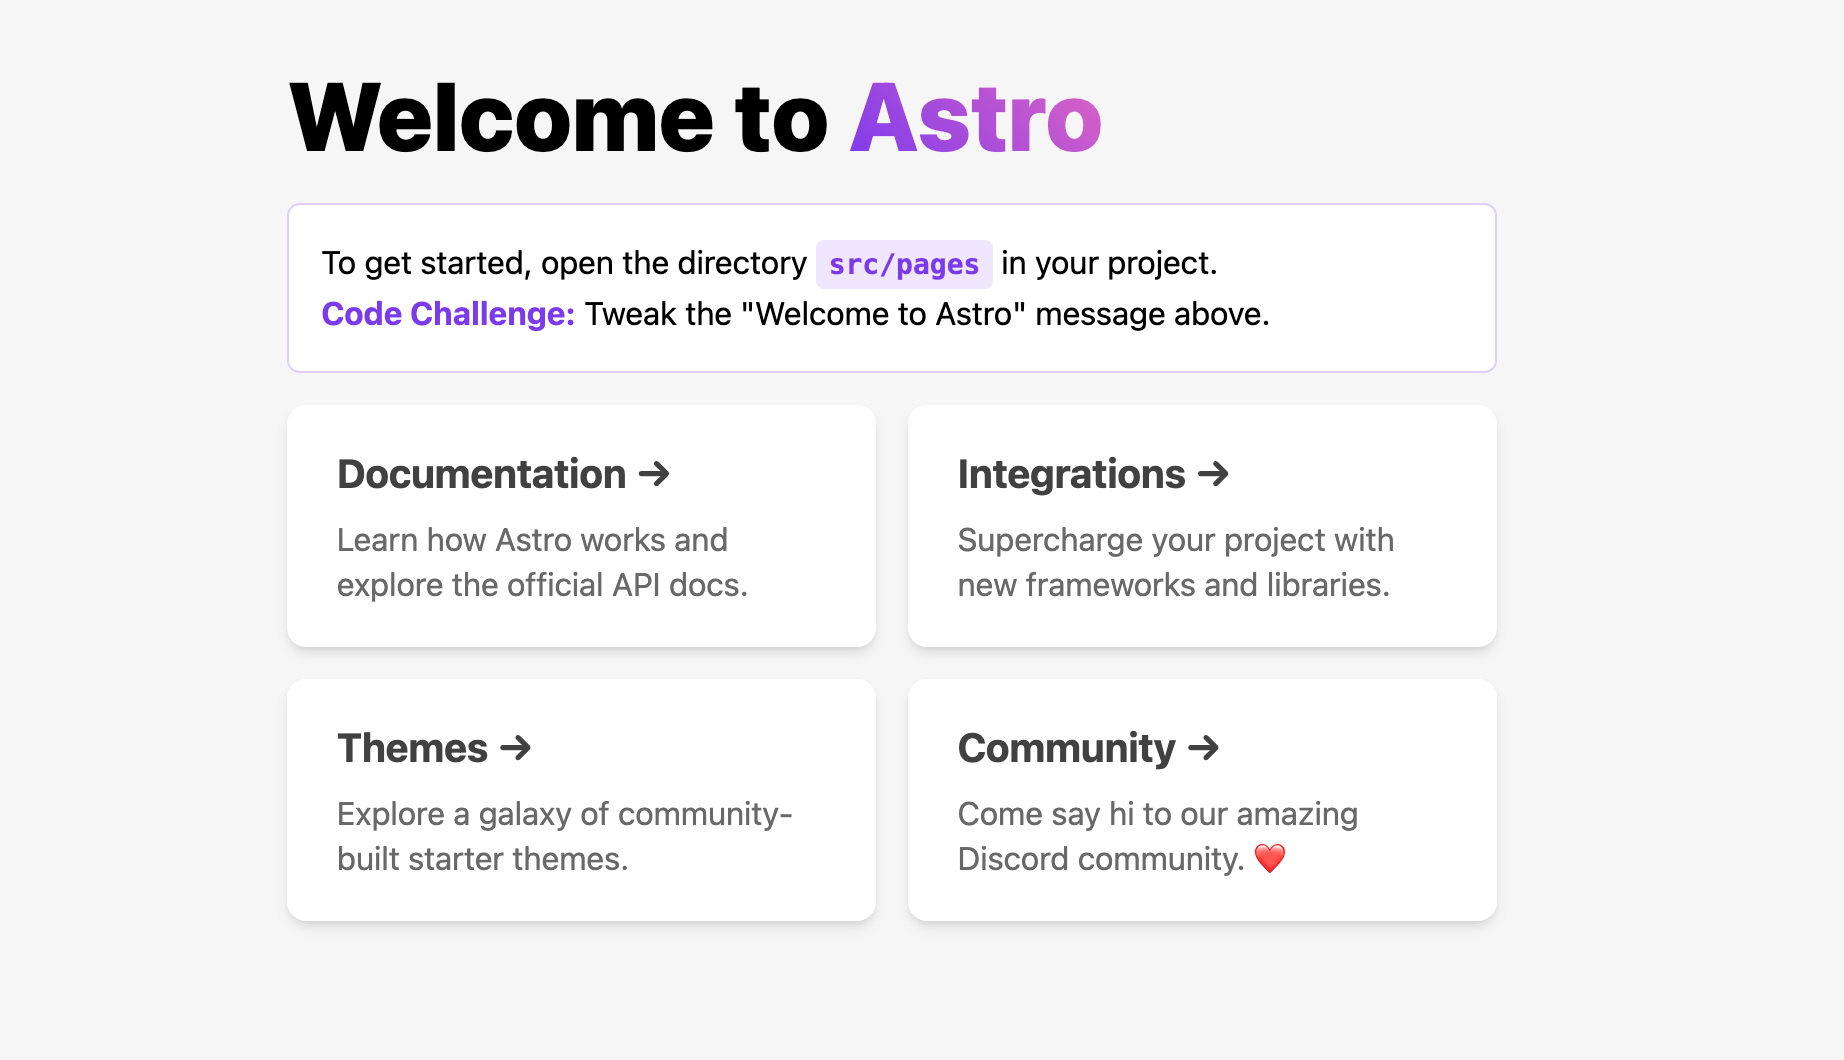 Welcome to Astro
To get started, open the directory src/pages in your project.
Code Challenge: Tweak the "Welcome to Astro" message above.
Documentation →
Learn how Astro works and
explore the official API docs.
Integrations →
Supercharge your project with
new frameworks and libraries.
Themes →
Explore a galaxy of community-
built starter themes.
Community →
Come say hi to our amazing
Discord community. ❤️